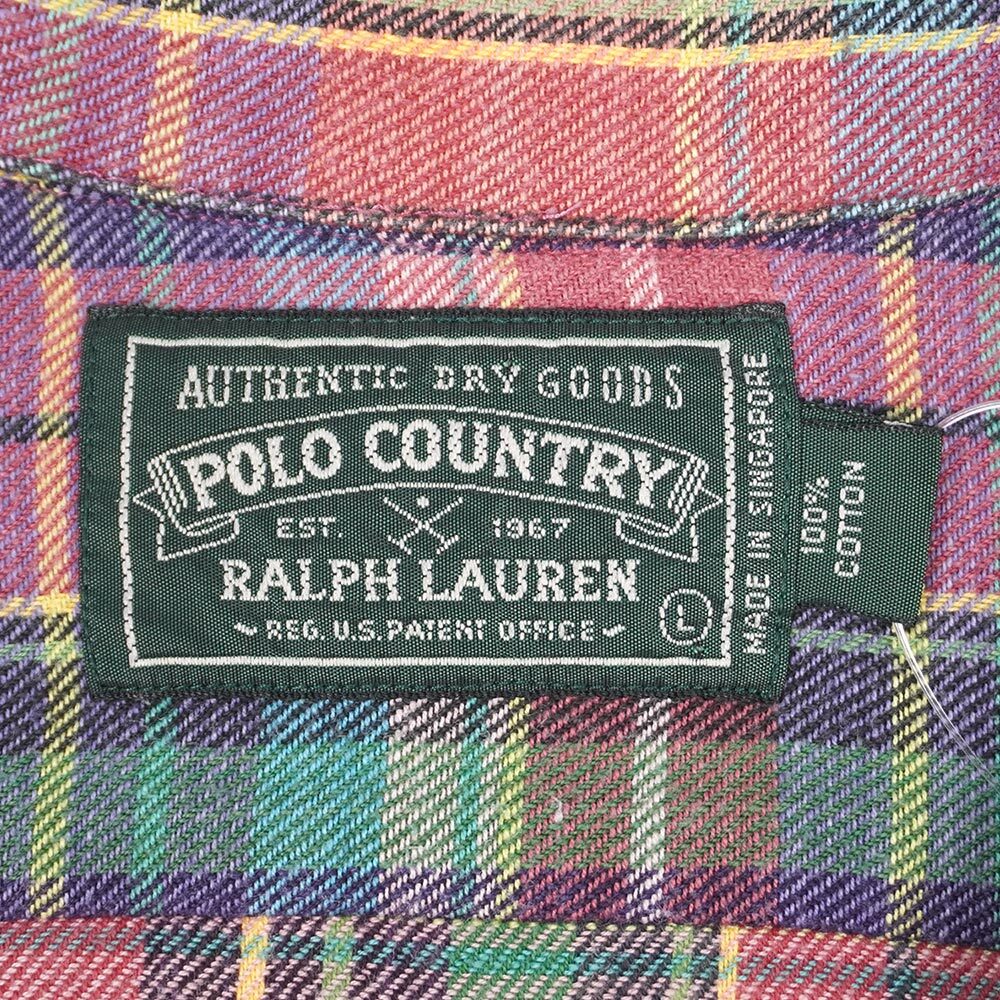 AUTHENTIC DRY GOODS
POLO COUNTRY
EST. 1967
RALPH LAUREN
REG. U.S. PATENT OFFICE
L
MADE IN SINGAPORE
100%
COTTON